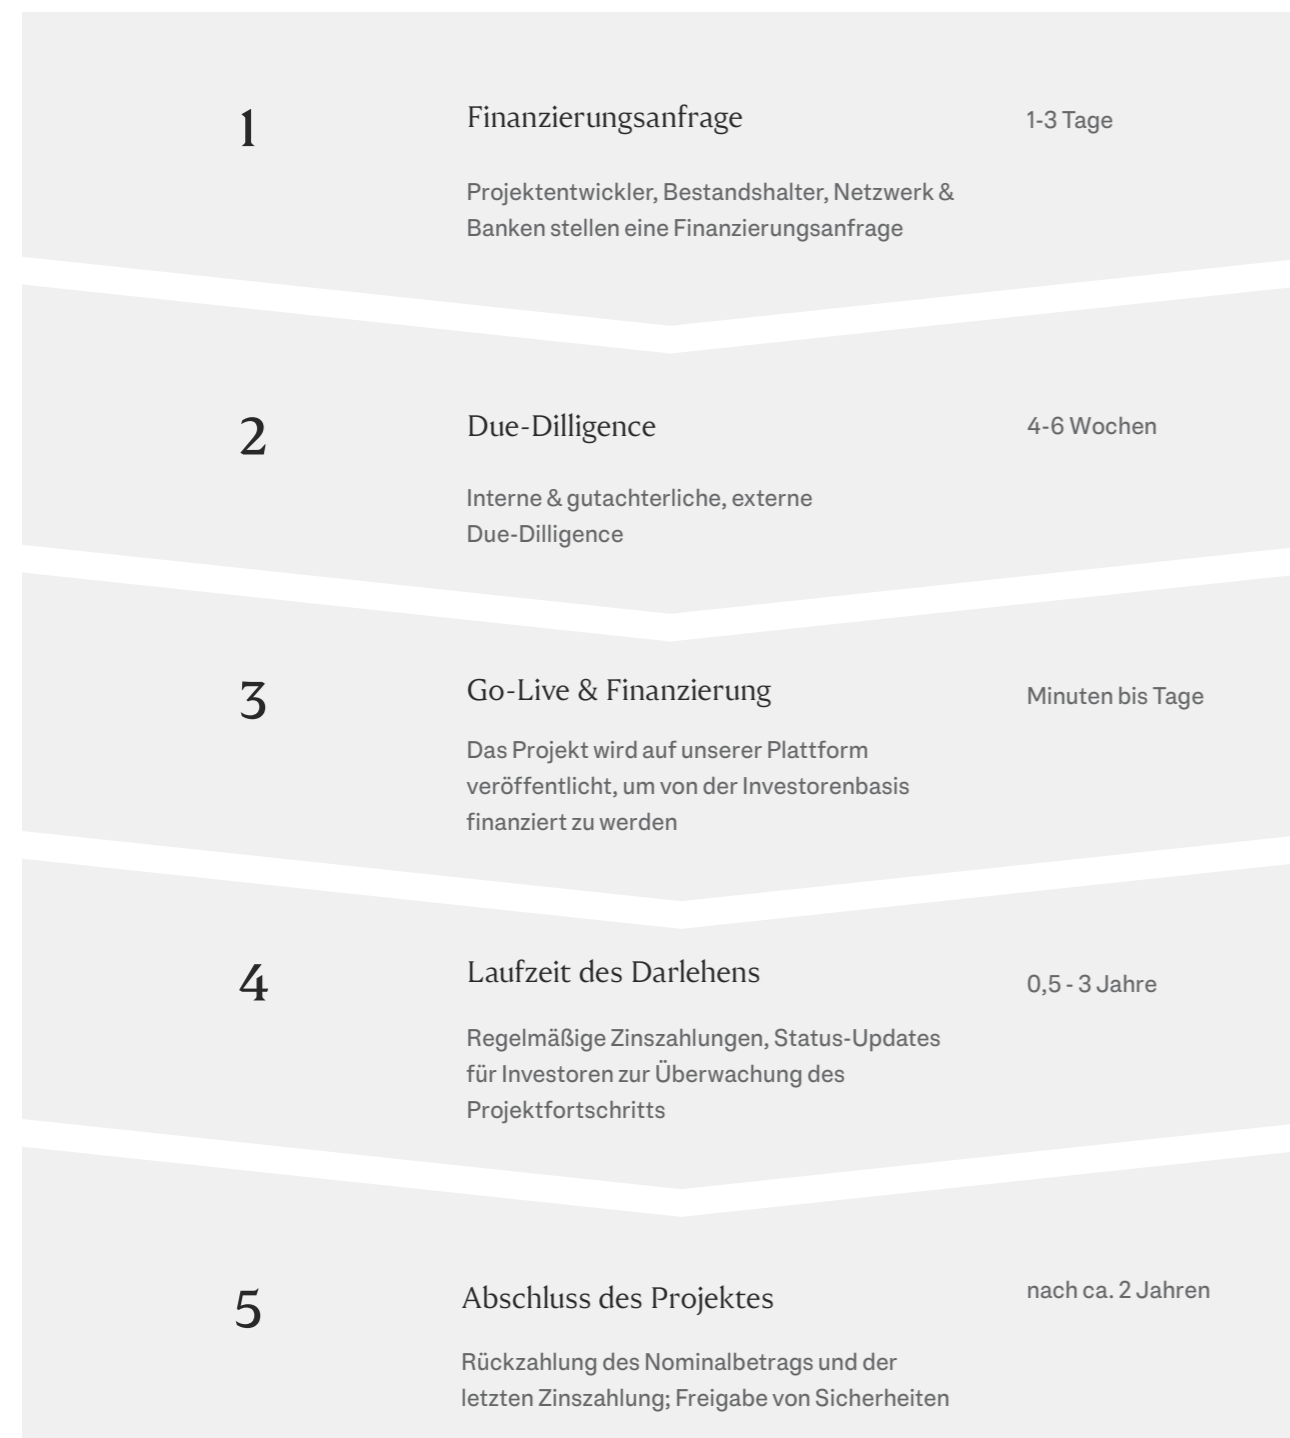 1
Finanzierungsanfrage
1-3 Tage
Projektentwickler, Bestandshalter, Netzwerk &
Banken stellen eine Finanzierungsanfrage
2
Due-Dilligence
4-6 Wochen
Interne & gutachterliche, externe
Due-Dilligence
3
Go-Live & Finanzierung
Minuten bis Tage
Das Projekt wird auf unserer Plattform
veröffentlicht, um von der Investorenbasis
finanziert zu werden
4
Laufzeit des Darlehens
0,5 - 3 Jahre
Regelmäßige Zinszahlungen, Status-Updates
für Investoren zur Überwachung des
Projektfortschritts
5
Abschluss des Projektes
nach ca. 2 Jahren
Rückzahlung des Nominalbetrags und der
letzten Zinszahlung; Freigabe von Sicherheiten